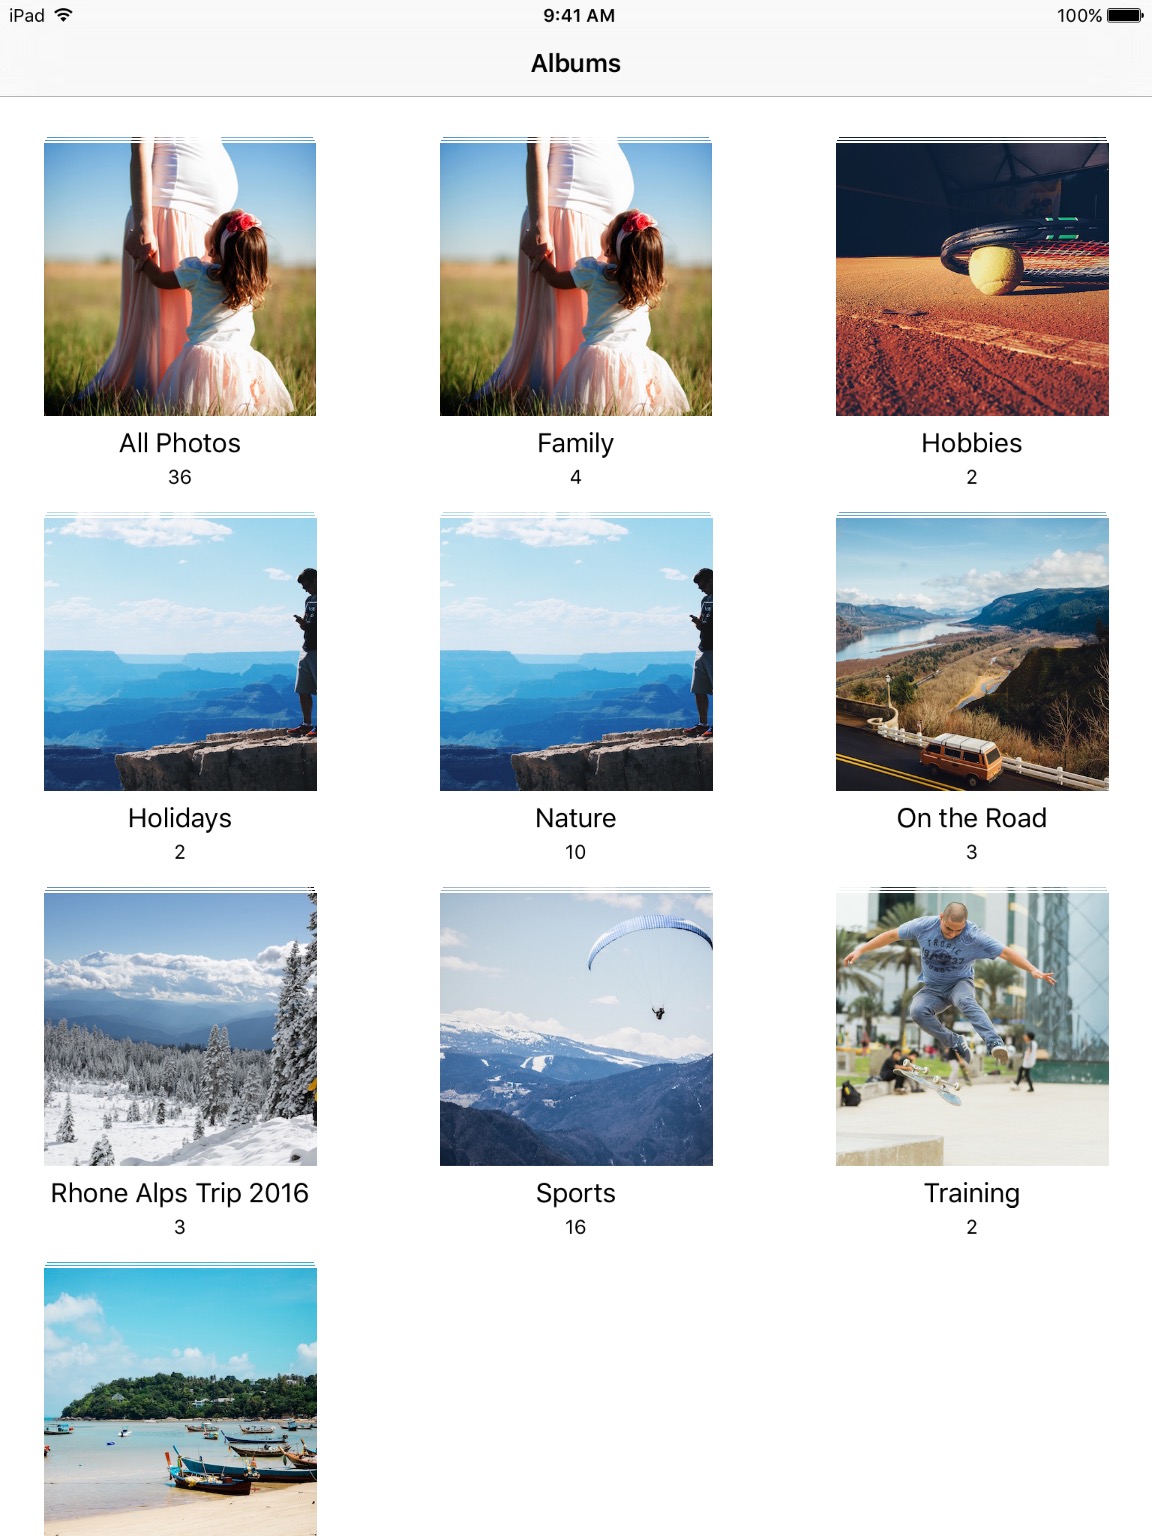 iPad 9:41 AM 100%
Albums
All Photos Family Hobbies
36 4 2
Holidays Nature On the Road
2 10 3
Rhone Alps Trip 2016 Sports Training
3 16 2
TROPIC